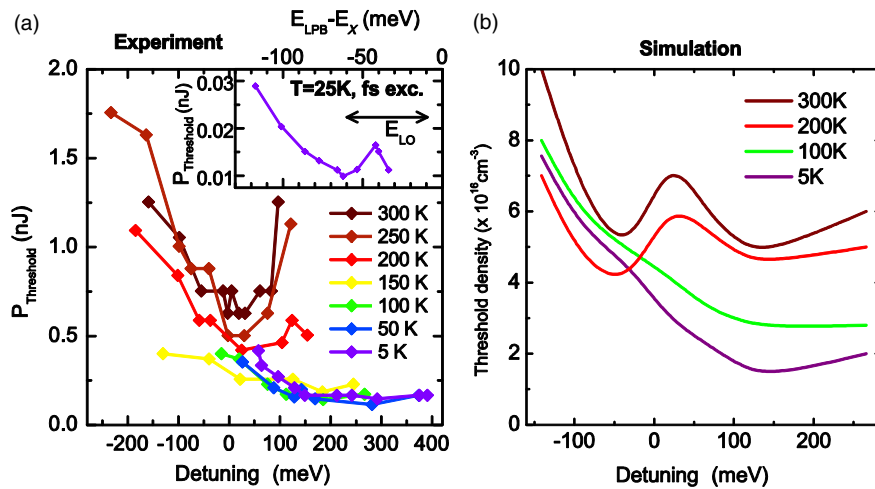 (a)
Experiment
E_LPB-E_X (meV)
-100 -50 0
2.0
1.5
1.0
0.5
0.0
P_Threshold (nJ)
0.03
0.02
0.01
P_Threshold (nJ)
T=25K, fs exc.
E_LO
300 K
250 K
200 K
150 K
100 K
50 K
5 K
-200 -100 0 100 200 300 400
Detuning (meV)
(b)
Simulation
10
8
6
4
2
0
Threshold density (x 10^16 cm^-3)
300K
200K
100K
5K
-100 0 100 200
Detuning (meV)